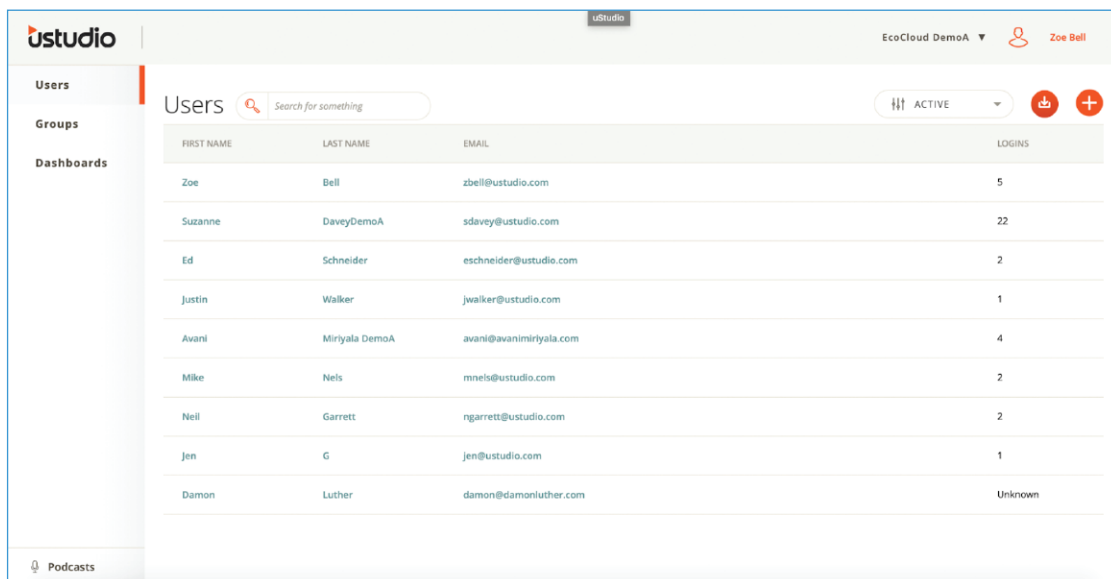 uStudio
ustudio
EcoCloud DemoA ▼ Zoe Bell
Users
Groups
Dashboards
Podcasts
Users Search for something ACTIVE
FIRST NAME LAST NAME EMAIL LOGINS
Zoe Bell zbell@ustudio.com 5
Suzanne DaveyDemoA sdavey@ustudio.com 22
Ed Schneider eschneider@ustudio.com 2
Justin Walker jwalker@ustudio.com 1
Avani Miriyala DemoA avani@avanimiriyala.com 4
Mike Nels mnels@ustudio.com 2
Neil Garrett ngarrett@ustudio.com 2
Jen G jen@ustudio.com 1
Damon Luther damon@damonluther.com Unknown